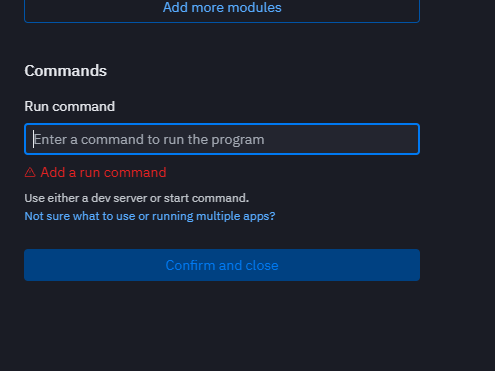 Add more modules
Commands
Run command
Enter a command to run the program
Add a run command
Use either a dev server or start command.
Not sure what to use or running multiple apps?
Confirm and close